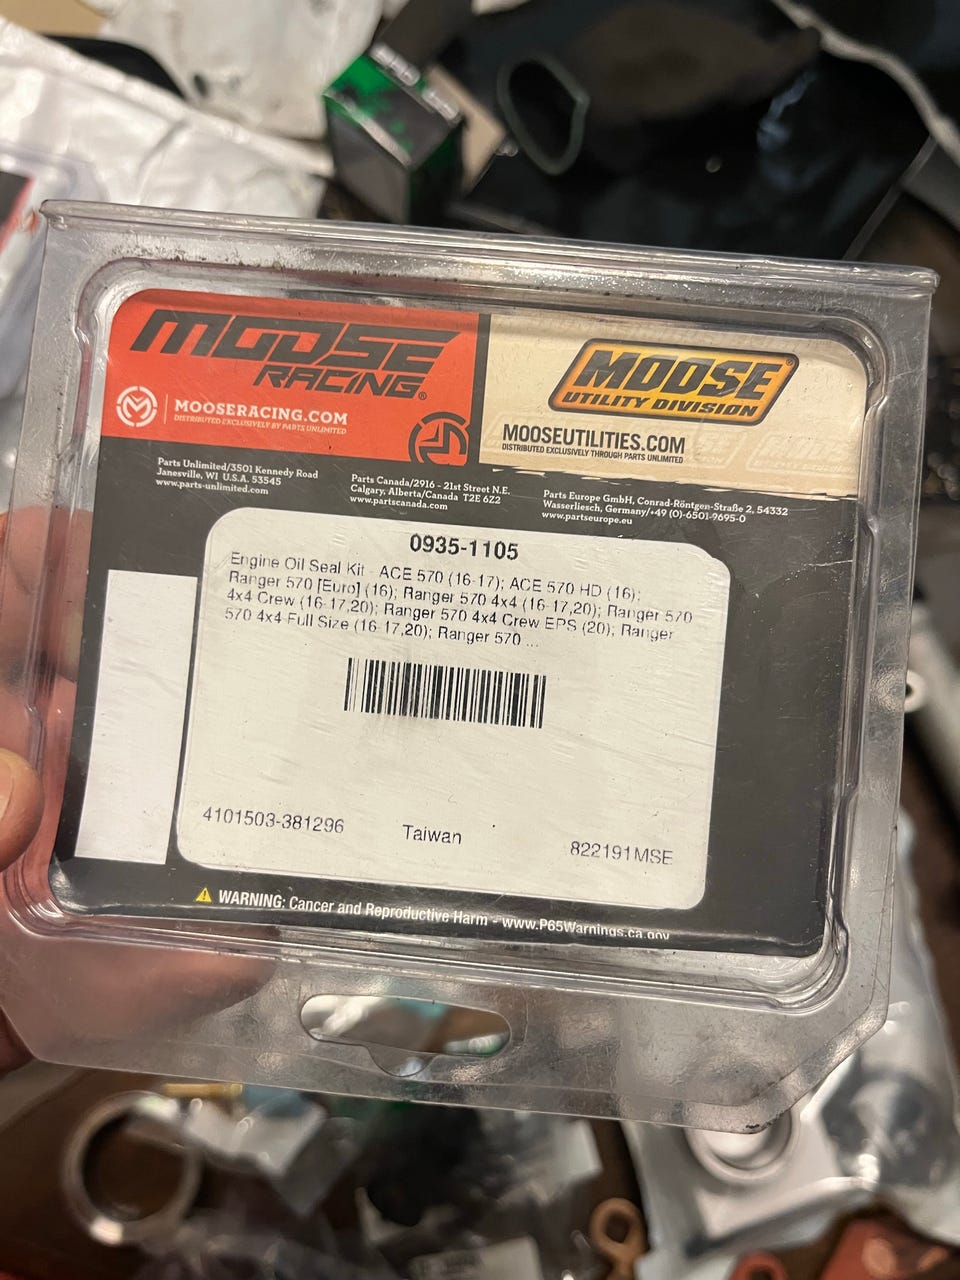 MOOSE
RACING®
MOOSERACING.COM
DISTRIBUTED EXCLUSIVELY BY PARTS UNLIMITED
MOOSE®
UTILITY DIVISION
MOOSEUTILITIES.COM
DISTRIBUTED EXCLUSIVELY THROUGH PARTS UNLIMITED
Parts Unlimited/3501 Kennedy Road
Janesville, WI U.S.A. 53545
www.parts-unlimited.com
Parts Canada/2916 - 21st Street N.E.
Calgary, Alberta/Canada T2E 6Z2
www.partscanada.com
Parts Europe GmbH, Conrad-Röntgen-Straße 2, 54332
Wasserliesch, Germany/+49 (0)-6501-9695-0
www.partseurope.eu
0935-1105
Engine Oil Seal Kit - ACE 570 (16-17); ACE 570 HD (16);
Ranger 570 [Euro] (16); Ranger 570 4x4 (16-17,20); Ranger 570
4x4 Crew (16-17,20); Ranger 570 4x4 Crew EPS (20); Ranger
570 4x4 Full Size (16-17,20); Ranger 570 ...
4101503-381296
Taiwan
822191MSE
WARNING: Cancer and Reproductive Harm - www.P65Warnings.ca.gov